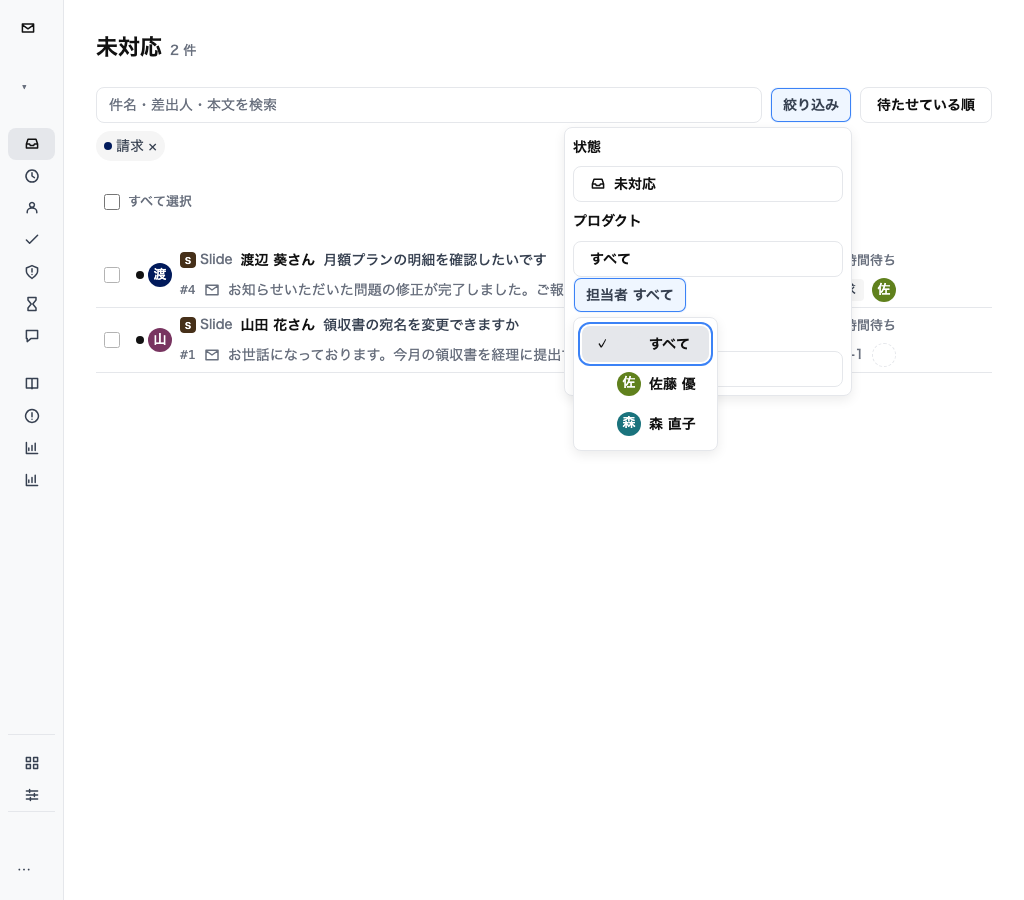 未対応 2 件
件名・差出人・本文を検索
絞り込み
待たせている順
請求 ×
状態
未対応
プロダクト
すべて
担当者 すべて
✓ すべて
佐 佐藤 優
森 森 直子
すべて選択
渡
S Slide 渡辺 葵さん 月額プランの明細を確認したいです
時間待ち
#4 お知らせいただいた問題の修正が完了しました。ご報
佐
山
S Slide 山田 花さん 領収書の宛名を変更できますか
時間待ち
#1 お世話になっております。今月の領収書を経理に提出
-1